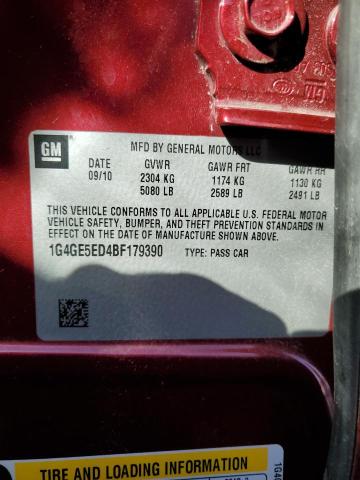 GM
MFD BY GENERAL MOTORS LLC
DATE GVWR GAWR FRT GAWR RR
09/10 2304 KG 1174 KG 1130 KG
5080 LB 2589 LB 2491 LB
THIS VEHICLE CONFORMS TO ALL APPLICABLE U.S. FEDERAL MOTOR
VEHICLE SAFETY, BUMPER, AND THEFT PREVENTION STANDARDS
IN EFFECT ON THE DATE OF MANUFACTURE SHOWN ABOVE.
1G4GE5ED4BF179390 TYPE: PASS CAR
TIRE AND LOADING INFORMATION